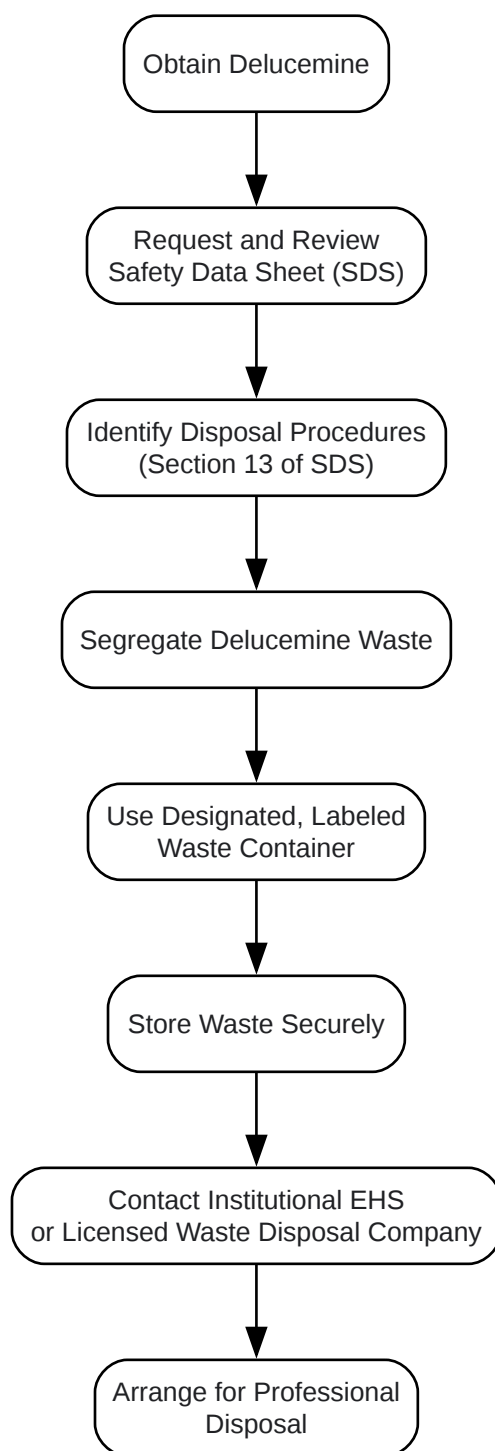 Obtain Delucemine
Request and Review
Safety Data Sheet (SDS)
Identify Disposal Procedures
(Section 13 of SDS)
Segregate Delucemine Waste
Use Designated, Labeled
Waste Container
Store Waste Securely
Contact Institutional EHS
or Licensed Waste Disposal Company
Arrange for Professional
Disposal